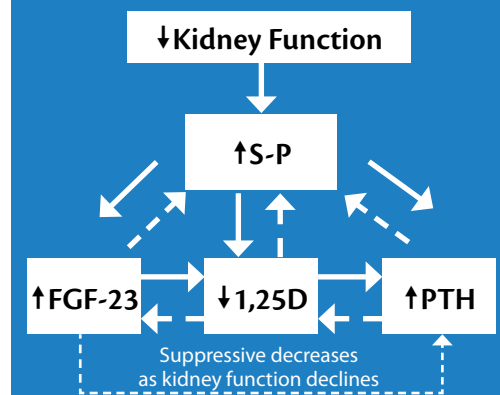 ↓Kidney Function
↑S-P
↑FGF-23
↓1,25D
↑PTH
Suppressive decreases
as kidney function declines